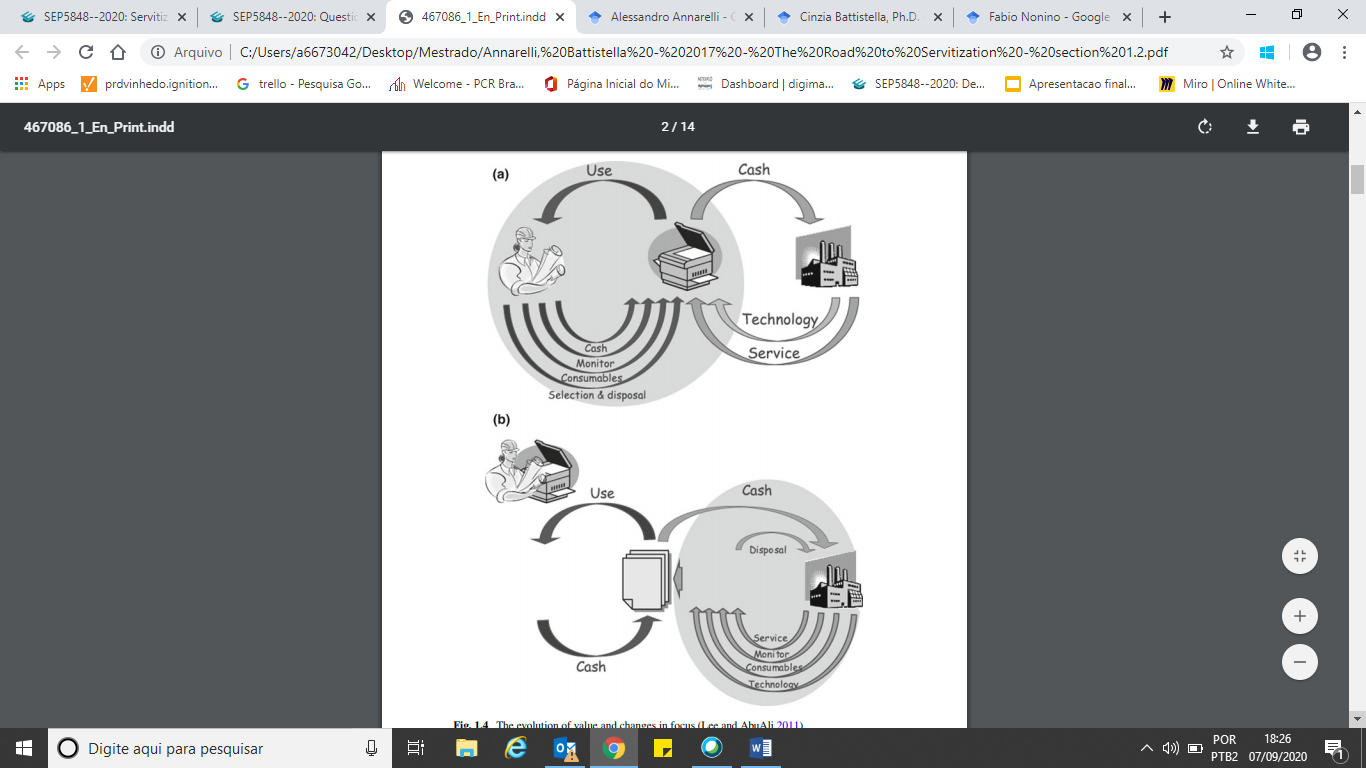 SEP5848--2020: Servitiz
SEP5848--2020: Questic
467086_1_En_Print.indd
Alessandro Annarelli - G
Cinzia Battistella, Ph.D.
Fabio Nonino - Google
Arquivo
C:/Users/a6673042/Desktop/Mestrado/Annarelli,%20Battistella%20-%202017%20-%20The%20Road%20to%20Servitization%20-%20section%201.2.pdf
Apps
prdvinhedo.ignition...
trello - Pesquisa Go...
Welcome - PCR Bra...
Página Inicial do Mi...
Dashboard | digima...
SEP5848--2020: De...
Apresentacao final...
Miro | Online White...
467086_1_En_Print.indd
2 / 14
(a)
Use
Cash
Technology
Service
Cash
Monitor
Consumables
Selection & disposal
(b)
Use
Cash
Disposal
Service
Monitor
Consumables
Technology
Cash
Fig. 1.4 The evolution of value and changes in focus (Lee and AbuAli 2011)
Digite aqui para pesquisar
POR
PTB2
18:26
07/09/2020
1